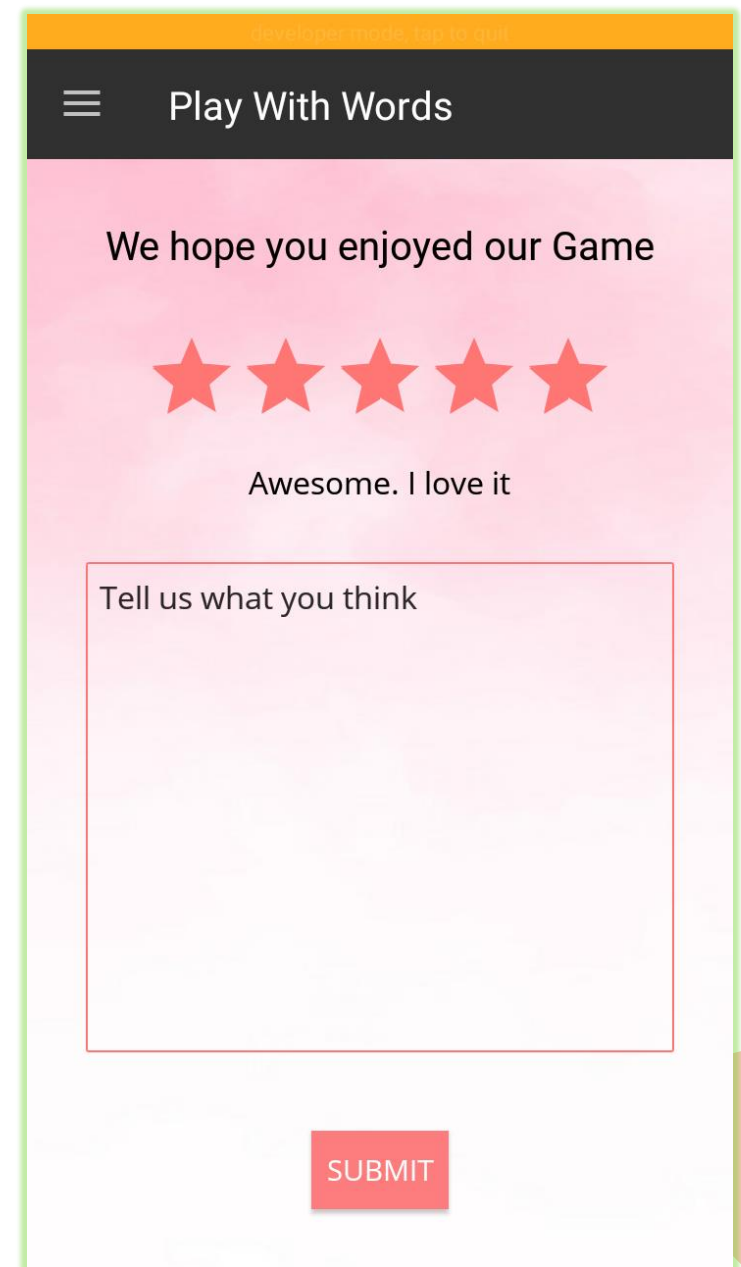 developer mode, tap to quit
Play With Words
We hope you enjoyed our Game
Awesome. I love it
Tell us what you think
SUBMIT